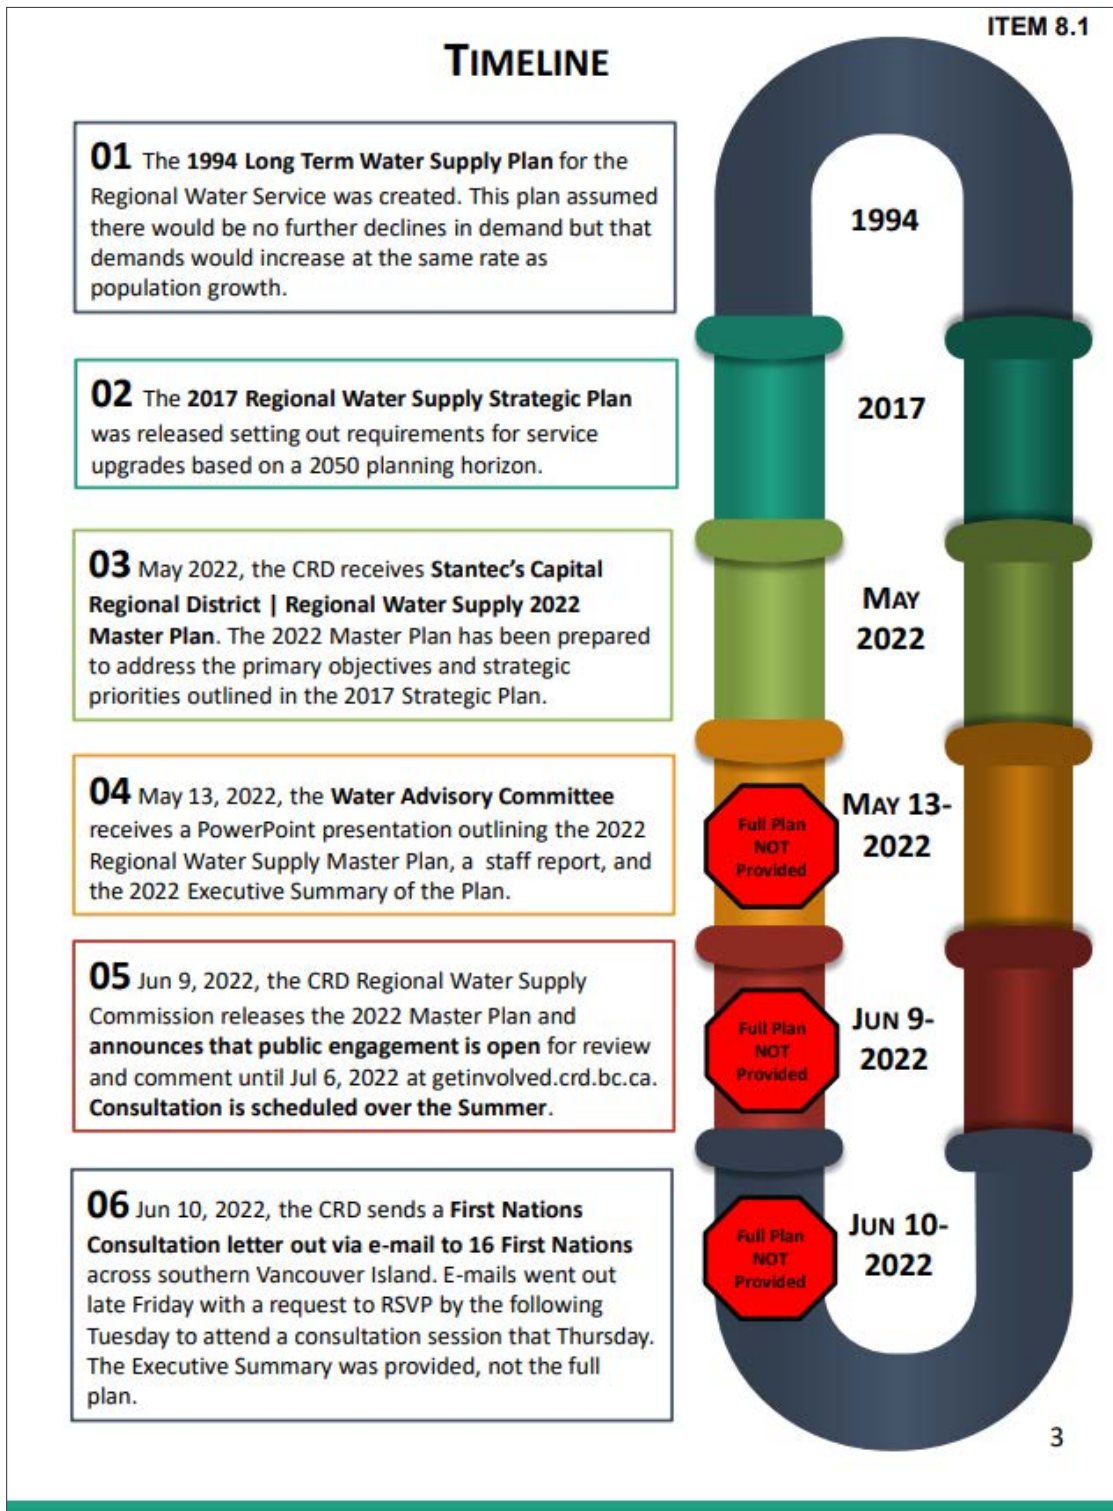 ITEM 8.1
TIMELINE
01 The 1994 Long Term Water Supply Plan for the
Regional Water Service was created. This plan assumed
there would be no further declines in demand but that
demands would increase at the same rate as
population growth.
1994
02 The 2017 Regional Water Supply Strategic Plan
was released setting out requirements for service
upgrades based on a 2050 planning horizon.
2017
03 May 2022, the CRD receives Stantec's Capital
Regional District | Regional Water Supply 2022
Master Plan. The 2022 Master Plan has been prepared
to address the primary objectives and strategic
priorities outlined in the 2017 Strategic Plan.
MAY
2022
04 May 13, 2022, the Water Advisory Committee
receives a PowerPoint presentation outlining the 2022
Regional Water Supply Master Plan, a staff report, and
the 2022 Executive Summary of the Plan.
Full Plan
NOT
Provided
MAY 13-
2022
05 Jun 9, 2022, the CRD Regional Water Supply
Commission releases the 2022 Master Plan and
announces that public engagement is open for review
and comment until Jul 6, 2022 at getinvolved.crd.bc.ca.
Consultation is scheduled over the Summer.
Full Plan
NOT
Provided
JUN 9-
2022
06 Jun 10, 2022, the CRD sends a First Nations
Consultation letter out via e-mail to 16 First Nations
across southern Vancouver Island. E-mails went out
late Friday with a request to RSVP by the following
Tuesday to attend a consultation session that Thursday.
The Executive Summary was provided, not the full
plan.
Full Plan
NOT
Provided
JUN 10-
2022
3